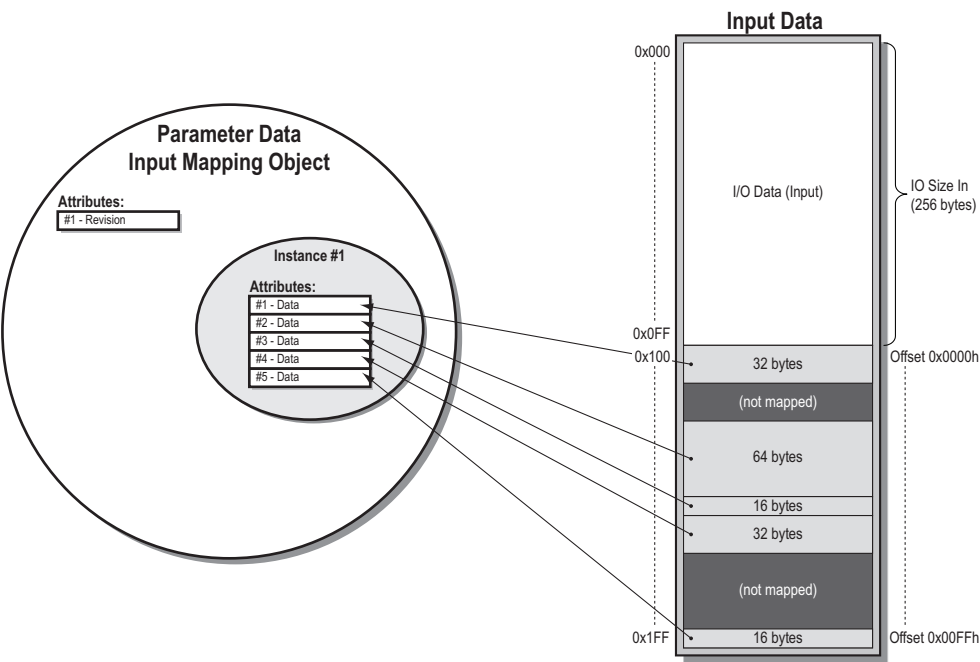 Input Data
0x000
Parameter Data
Input Mapping Object
Attributes:
#1 - Revision
Instance #1
Attributes:
#1 - Data
#2 - Data
#3 - Data
#4 - Data
#5 - Data
I/O Data (Input)
IO Size In
(256 bytes)
0x0FF
0x100
Offset 0x0000h
32 bytes
(not mapped)
64 bytes
16 bytes
32 bytes
(not mapped)
0x1FF
16 bytes
Offset 0x00FFh